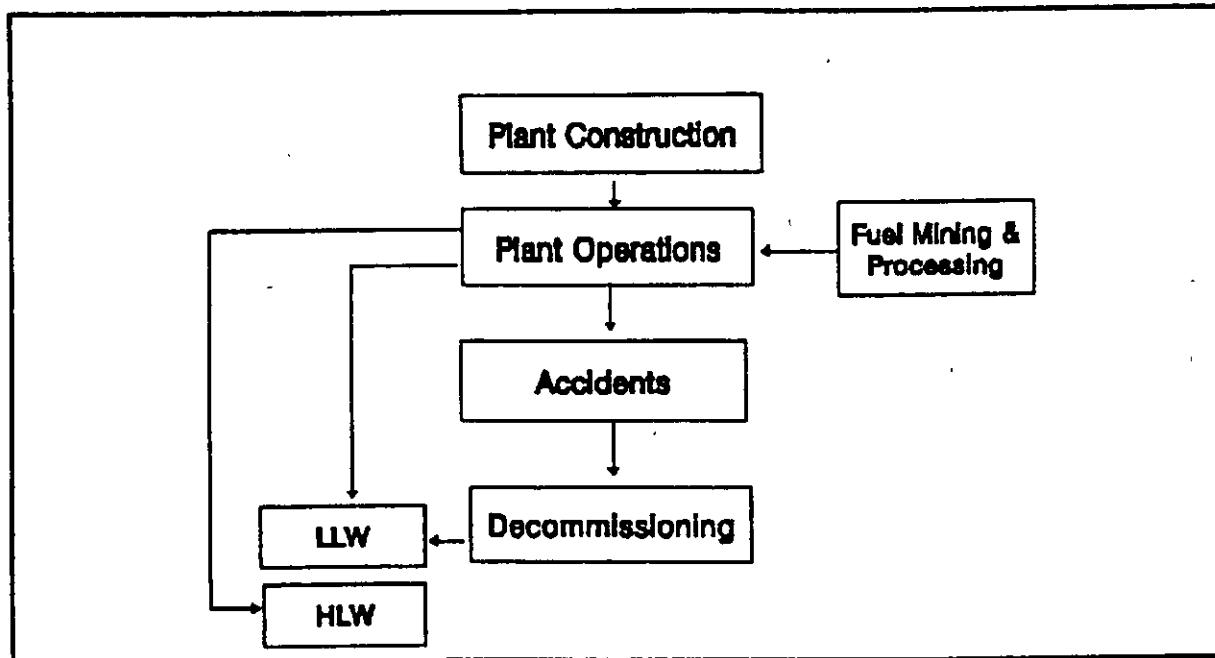 Plant Construction
Plant Operations
Fuel Mining &
Processing
Accidents
Decommissioning
LLW
HLW